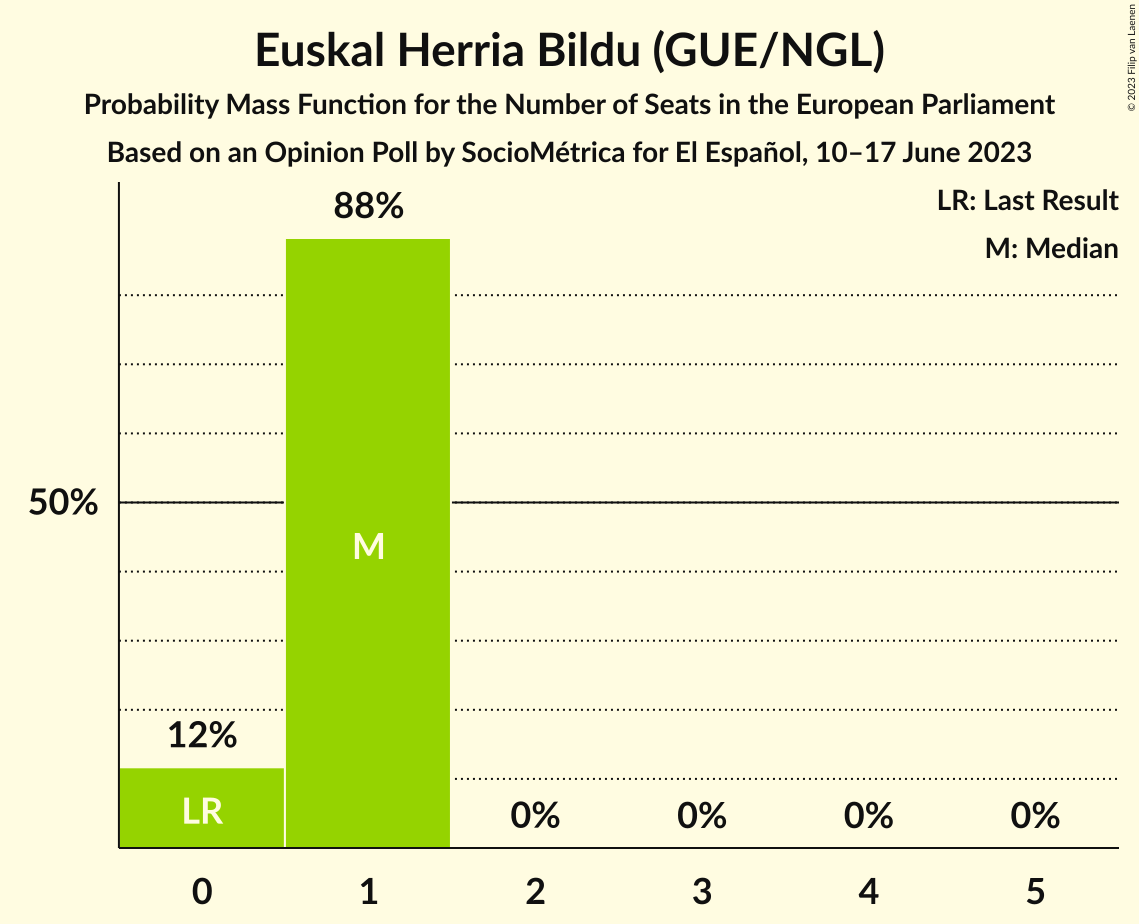 Euskal Herria Bildu (GUE/NGL)
Probability Mass Function for the Number of Seats in the European Parliament
Based on an Opinion Poll by SocioMétrica for El Español, 10–17 June 2023
© 2023 Filip van Laenen
LR: Last Result
M: Median
88%
50%
M
12%
LR
0%
0%
0%
0%
0
1
2
3
4
5